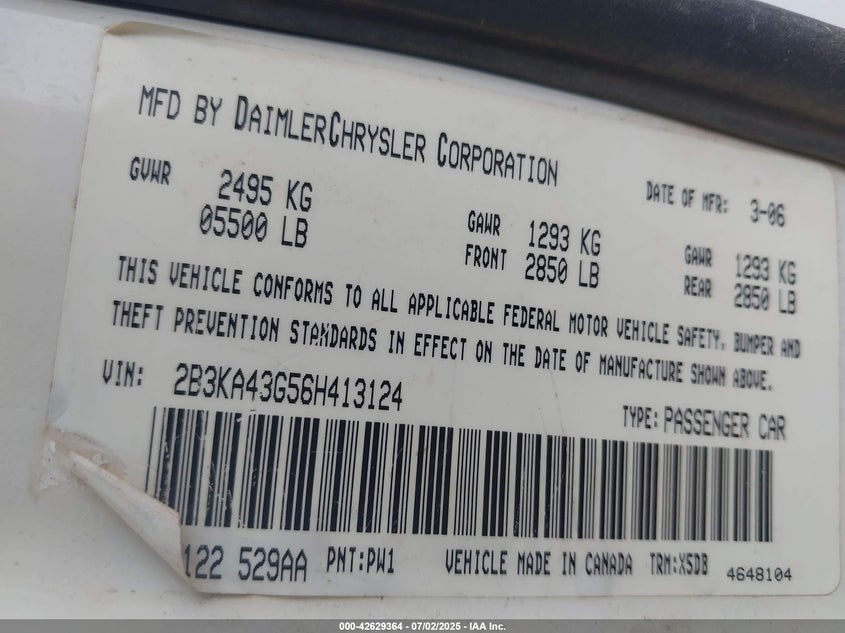 MFD BY DAIMLERCHRYSLER CORPORATION
DATE OF MFR: 3-06
GVWR 2495 KG
05500 LB
GAWR FRONT 1293 KG
2850 LB
GAWR REAR 1293 KG
2850 LB
THIS VEHICLE CONFORMS TO ALL APPLICABLE FEDERAL MOTOR VEHICLE SAFETY, BUMPER AND
THEFT PREVENTION STANDARDS IN EFFECT ON THE DATE OF MANUFACTURE SHOWN ABOVE.
VIN: 2B3KA43G56H413124
TYPE: PASSENGER CAR
122 529AA PNT:PW1 VEHICLE MADE IN CANADA TRM:X5DB 4648104
000-42629364 - 07/02/2025 - IAA Inc.